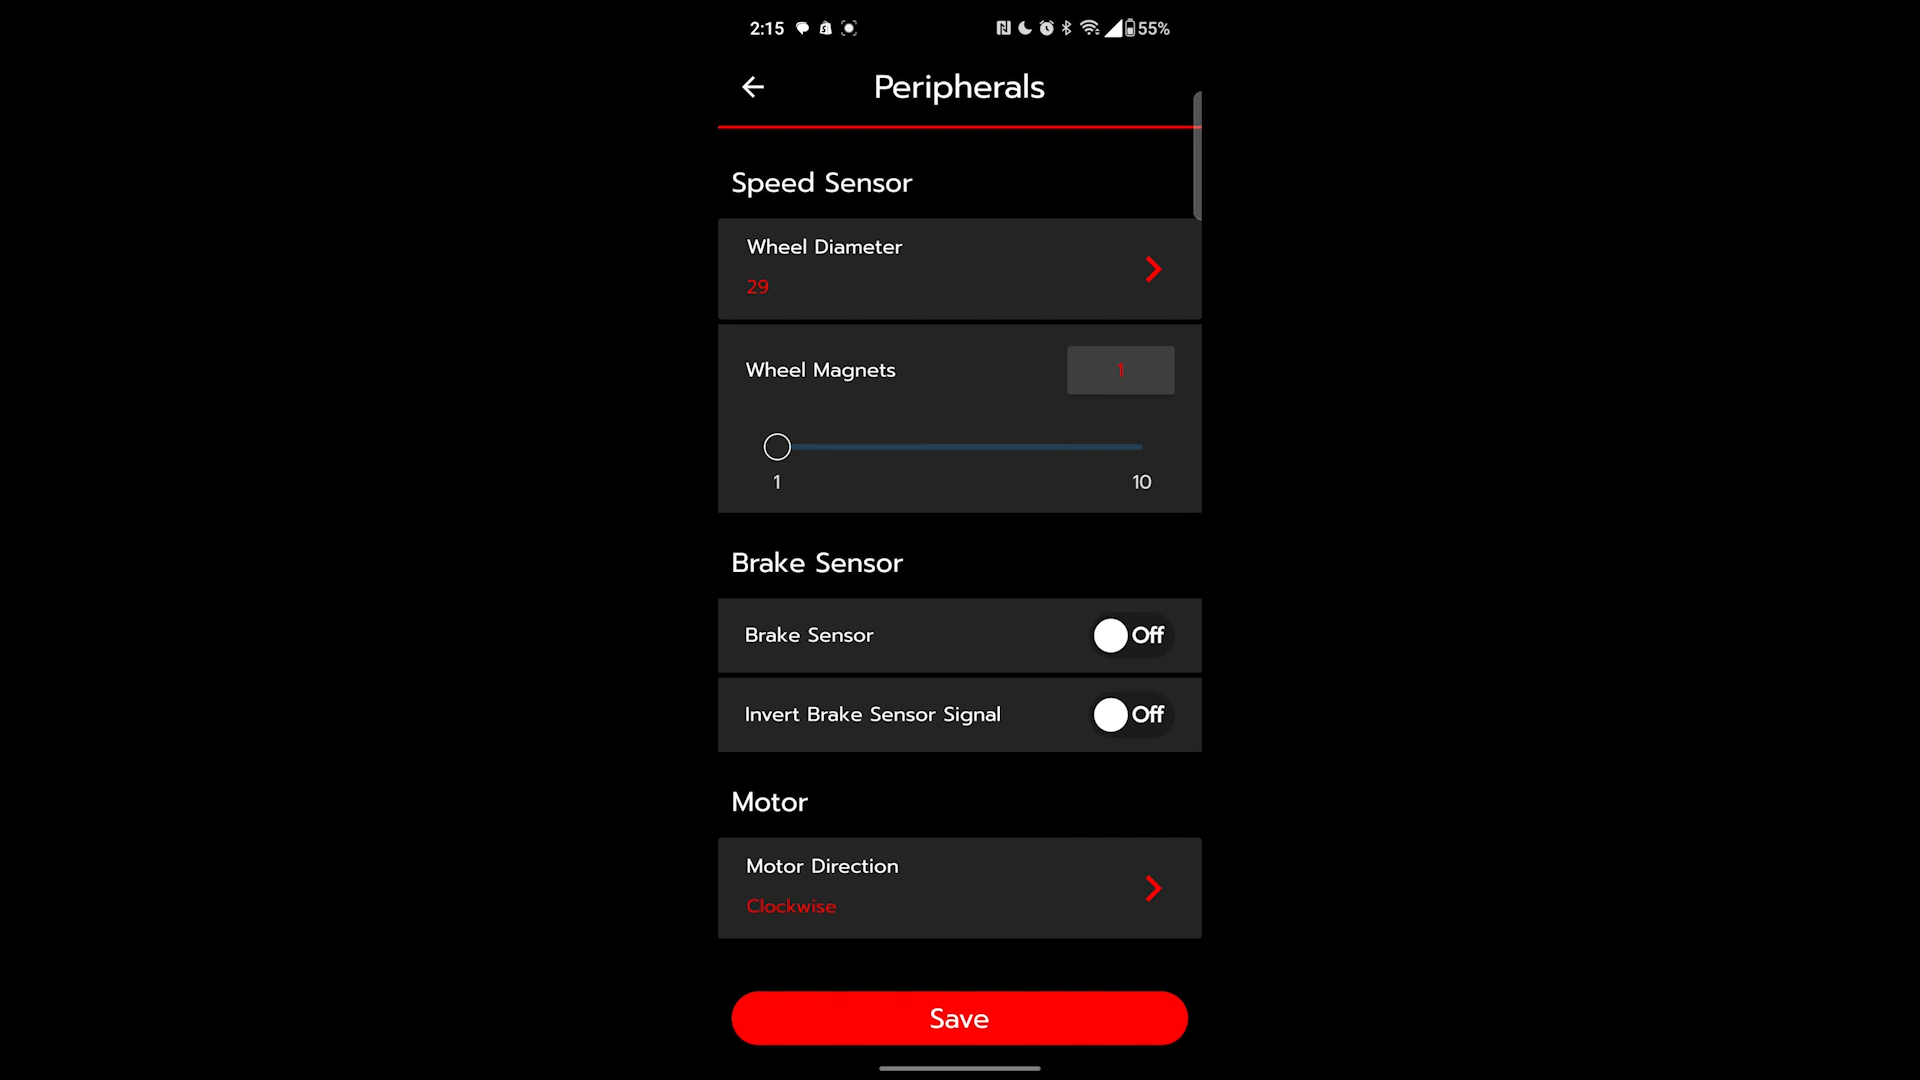 2:15
55%
Peripherals
Speed Sensor
Wheel Diameter
29
Wheel Magnets
1
1
10
Brake Sensor
Brake Sensor
Off
Invert Brake Sensor Signal
Off
Motor
Motor Direction
Clockwise
Save